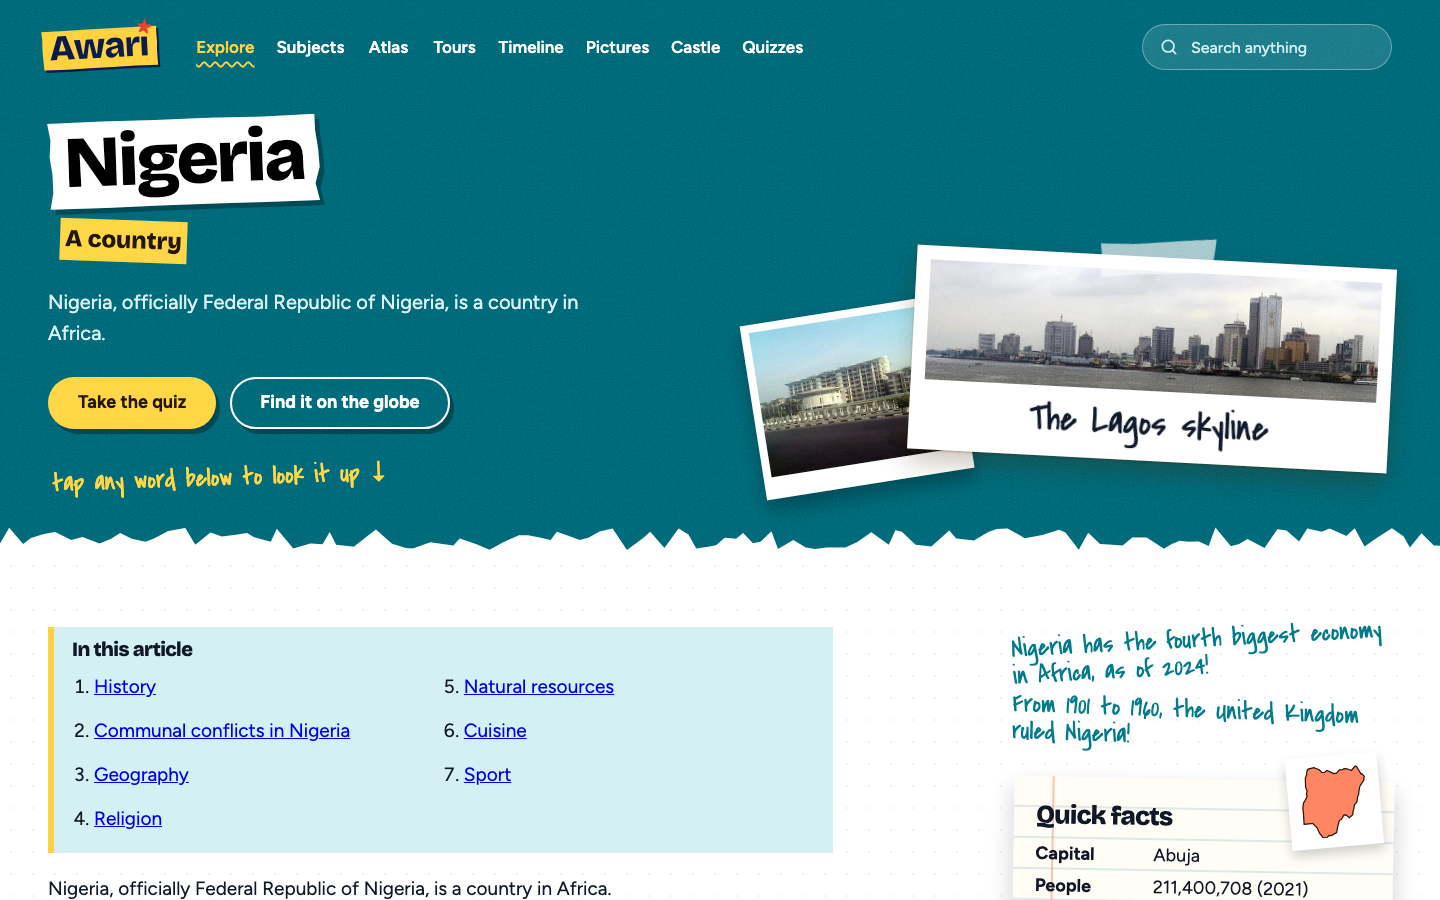 Awari
Explore Subjects Atlas Tours Timeline Pictures Castle Quizzes
Search anything
Nigeria
A country
Nigeria, officially Federal Republic of Nigeria, is a country in
Africa.
Take the quiz
Find it on the globe
tap any word below to look it up ↓
The Lagos skyline
In this article
1. History
2. Communal conflicts in Nigeria
3. Geography
4. Religion
5. Natural resources
6. Cuisine
7. Sport
Nigeria, officially Federal Republic of Nigeria, is a country in Africa.
Nigeria has the fourth biggest economy
in Africa, as of 2024!
From 1901 to 1960, the United Kingdom
ruled Nigeria!
Quick facts
Capital Abuja
People 211,400,708 (2021)